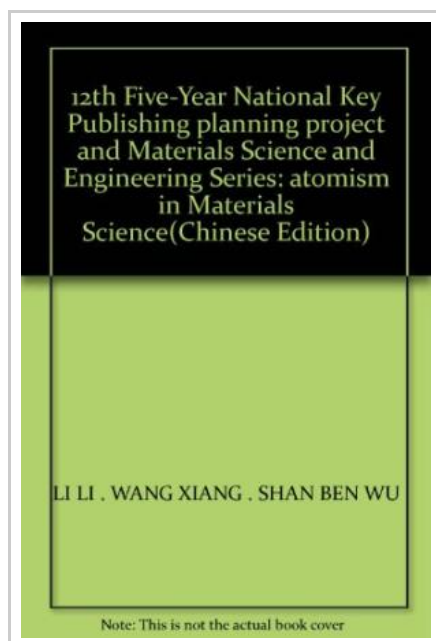 12th Five-Year National Key
Publishing planning project
and Materials Science and
Engineering Series: atomism
in Materials
Science(Chinese Edition)
LI LI . WANG XIANG . SHAN BEN WU
Note: This is not the actual book cover